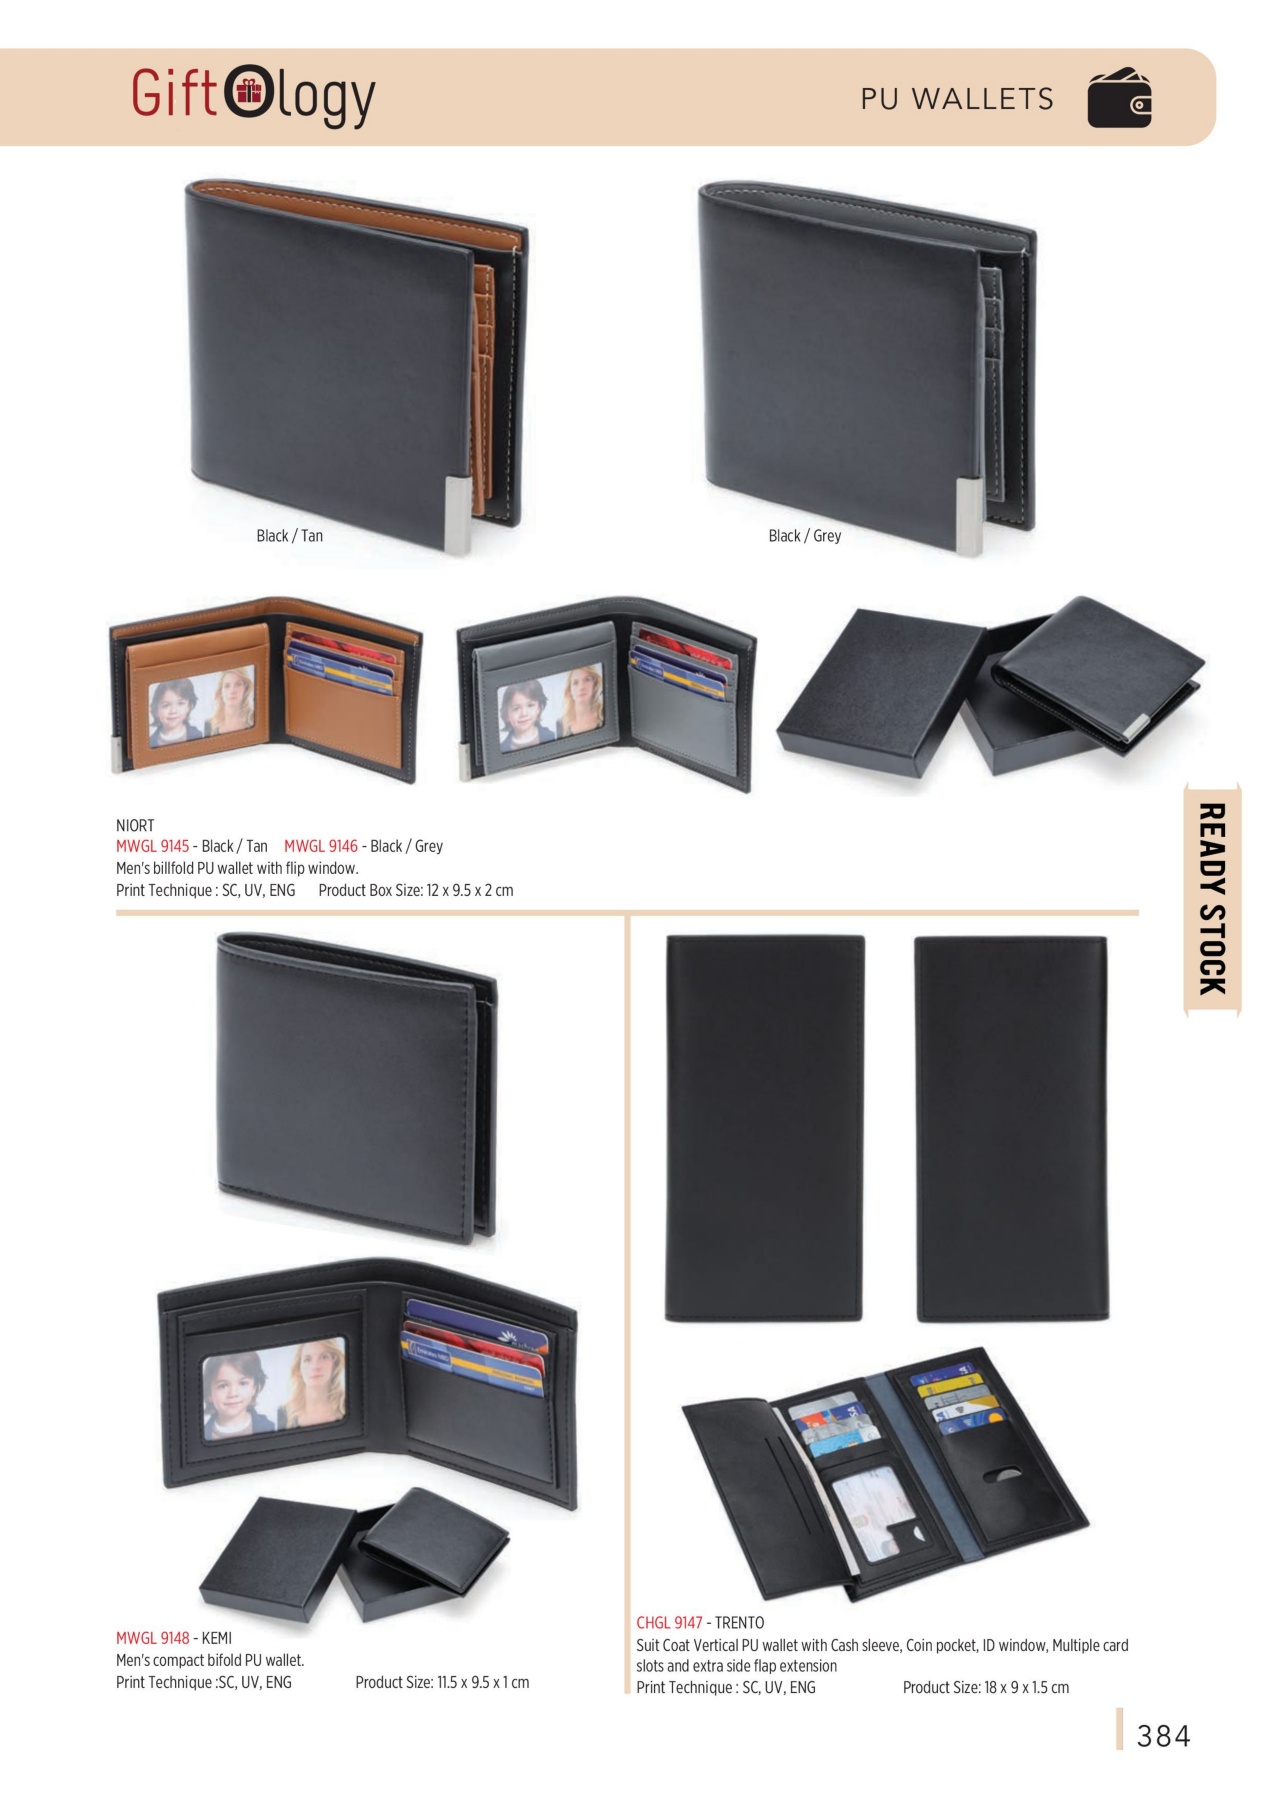 GiftOlogy
PU WALLETS
Black / Tan
Black / Grey
NIORT
MWGL 9145 - Black / Tan MWGL 9146 - Black / Grey
Men's billfold PU wallet with flip window.
Print Technique : SC, UV, ENG Product Box Size: 12 x 9.5 x 2 cm
READY STOCK
MWGL 9148 - KEMI
Men's compact bifold PU wallet.
Print Technique :SC, UV, ENG Product Size: 11.5 x 9.5 x 1 cm
CHGL 9147 - TRENTO
Suit Coat Vertical PU wallet with Cash sleeve, Coin pocket, ID window, Multiple card
slots and extra side flap extension
Print Technique : SC, UV, ENG Product Size: 18 x 9 x 1.5 cm
384